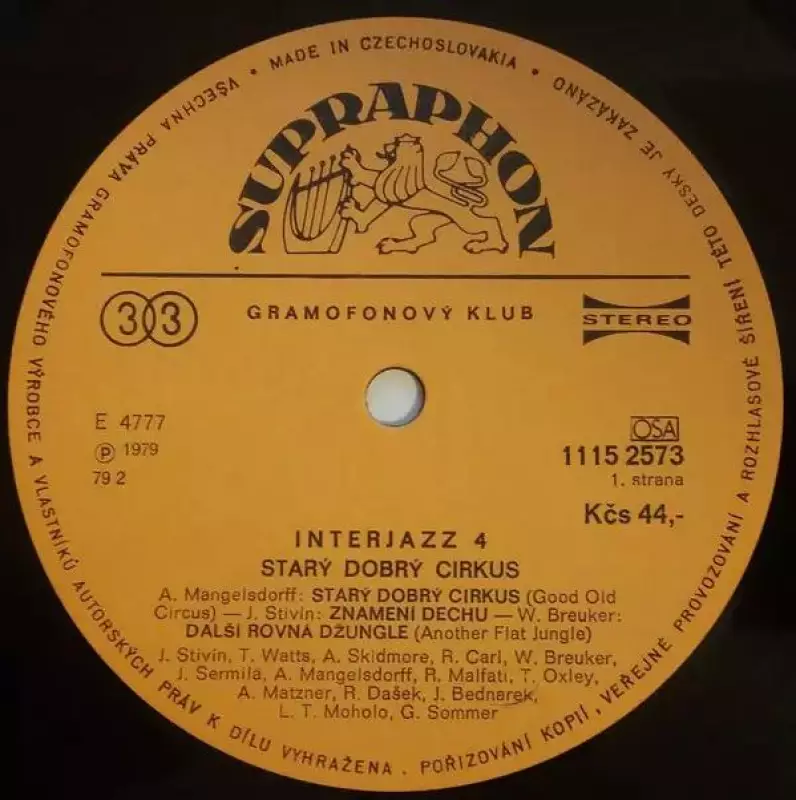 VŠECHNA PRÁVA GRAMOFONOVÉHO VÝROBCE A VLASTNÍKŮ AUTORSKÝCH PRÁV K DÍLU VYHRAŽENA . POŘIZOVÁNÍ KOPIÍ, VEŘEJNÉ PROVOZOVÁNÍ A ROZHLASOVÉ ŠÍŘENÍ TÉTO DESKY JE ZAKÁZÁNO
• MADE IN CZECHOSLOVAKIA •
SUPRAPHON
33
GRAMOFONOVÝ KLUB
STEREO
E 4777
Ⓟ 1979
79 2
OSA
1115 2573
1. strana
Kčs 44,-
INTERJAZZ 4
STARÝ DOBRÝ CIRKUS
A. Mangelsdorff: STARÝ DOBRÝ CIRKUS (Good Old
Circus) — J. Stivín: ZNAMENÍ DECHU — W. Breuker:
DALŠÍ ROVNÁ DŽUNGLE (Another Flat Jungle)
J. Stivín, T. Watts, A. Skidmore, R. Carl, W. Breuker,
J. Sermila, A. Mangelsdorff, R. Malfati, T. Oxley,
A. Matzner, R. Dašek, J. Bednarek,
L. T. Moholo, G. Sommer